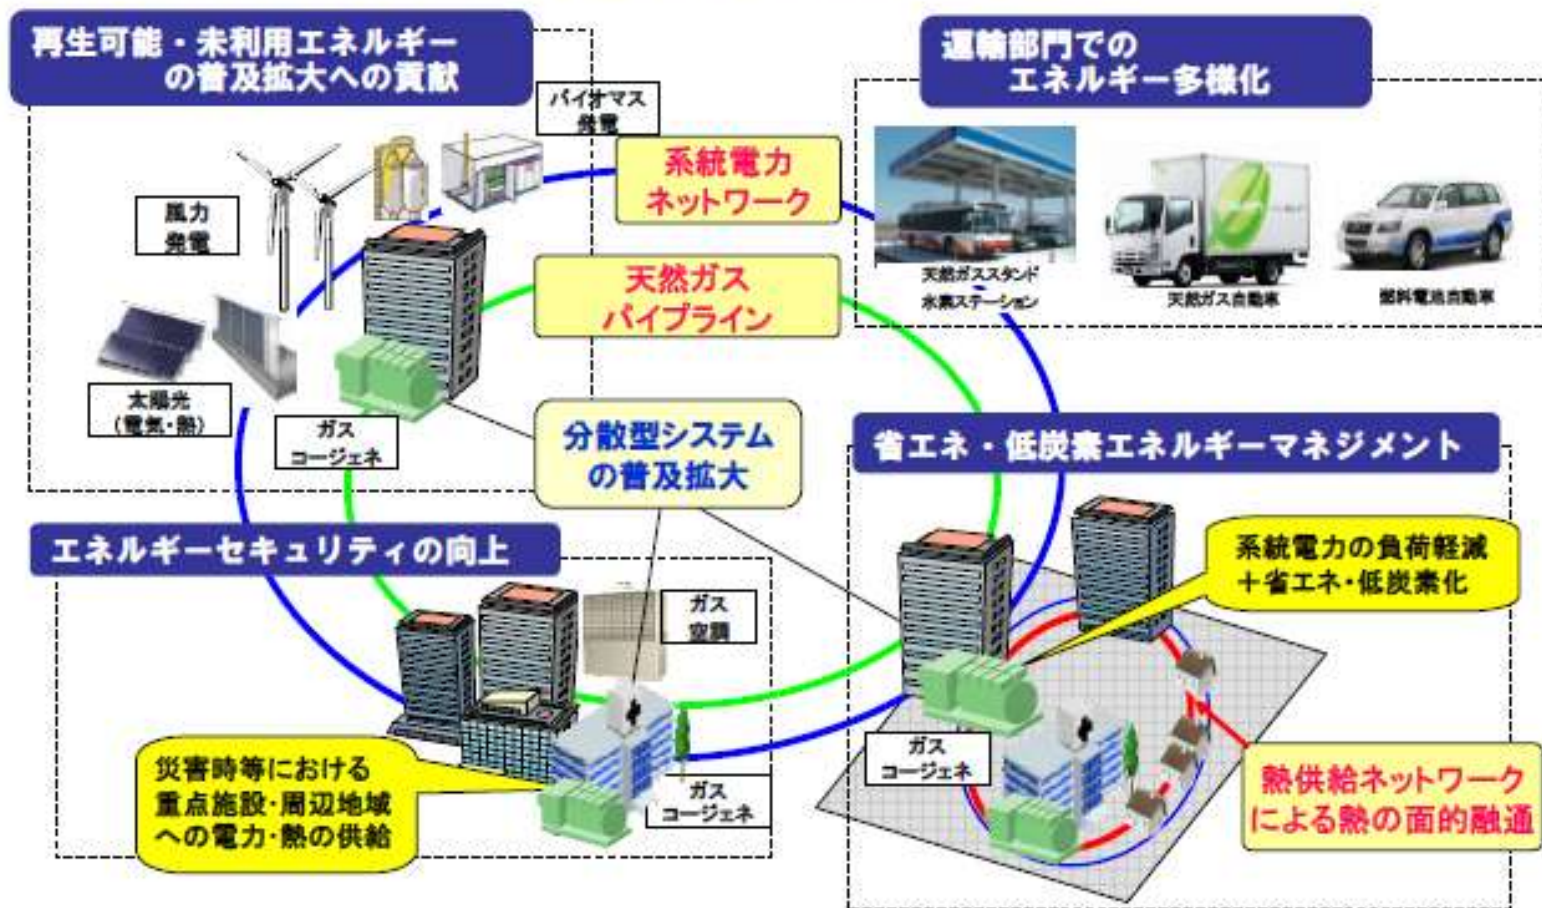 再生可能・未利用エネルギー
の普及拡大への貢献
バイオマス
発電
風力
発電
太陽光
(電気・熱)
ガス
コージェネ
系統電力
ネットワーク
天然ガス
パイプライン
分散型システム
の普及拡大
運輸部門での
エネルギー多様化
天然ガススタンド
水素ステーション
天然ガス自動車
燃料電池自動車
エネルギーセキュリティの向上
ガス
空調
災害時等における
重点施設・周辺地域
への電力・熱の供給
ガス
コージェネ
省エネ・低炭素エネルギーマネジメント
系統電力の負荷軽減
+省エネ・低炭素化
ガス
コージェネ
熱供給ネットワーク
による熱の面的融通